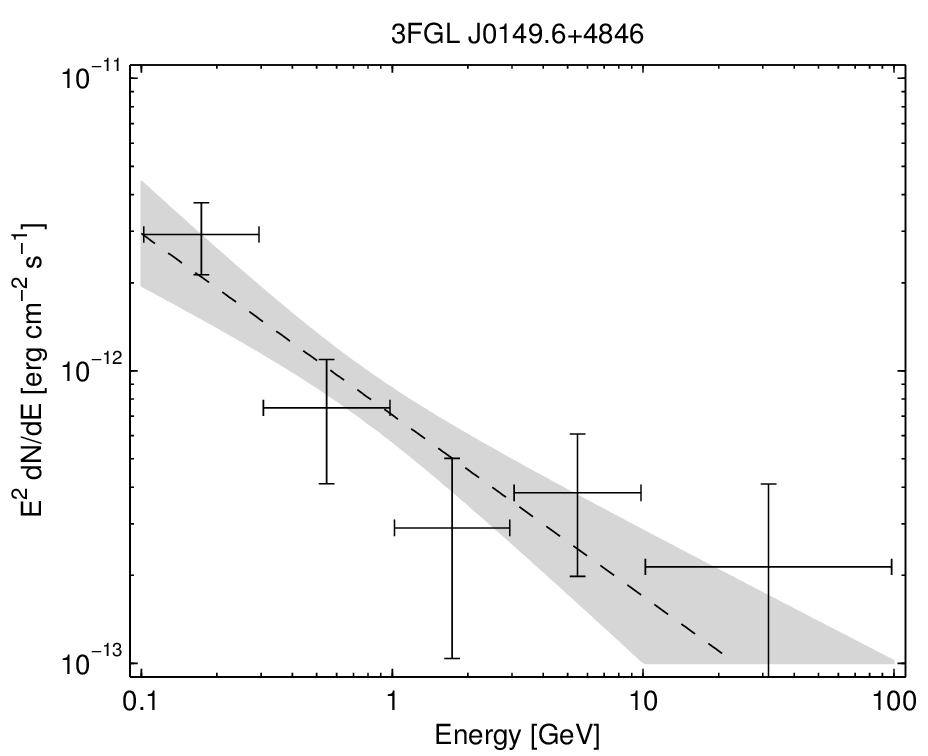 3FGL J0149.6+4846
10⁻¹¹
10⁻¹²
10⁻¹³
E² dN/dE [erg cm⁻² s⁻¹]
0.1 1 10 100
Energy [GeV]